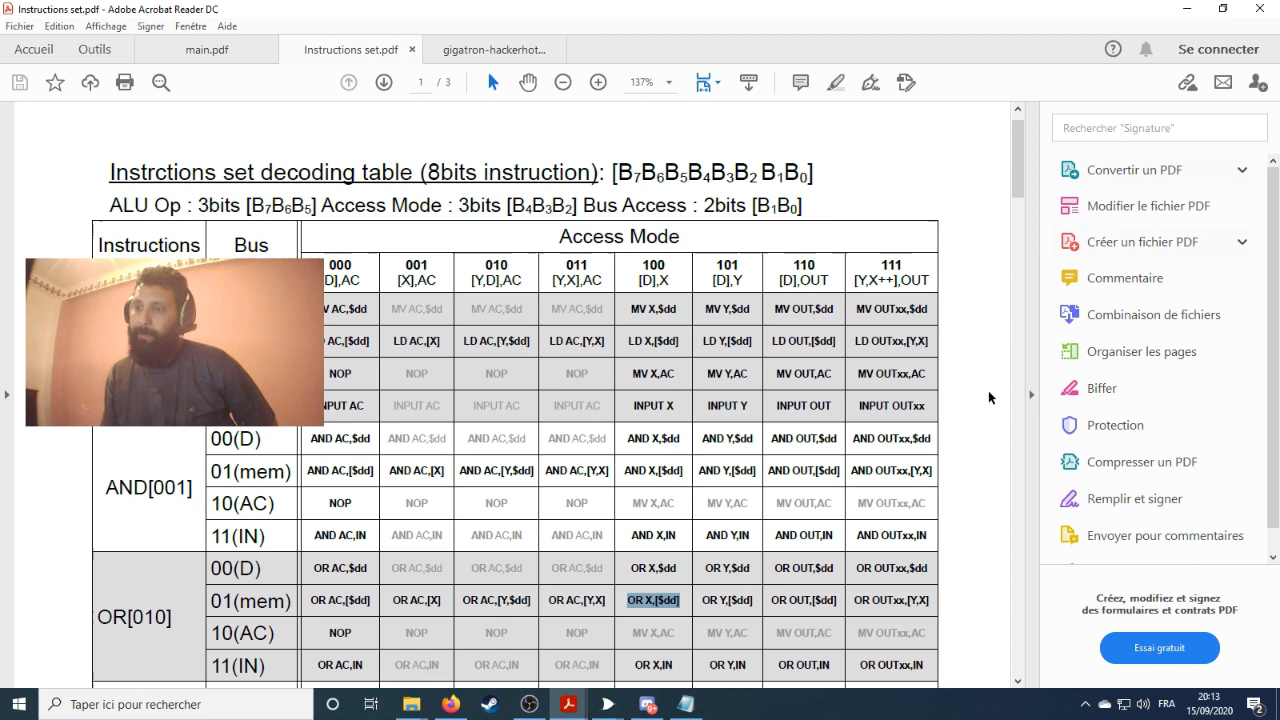 Instructions set.pdf - Adobe Acrobat Reader DC
Fichier Edition Affichage Signer Fenêtre Aide
Accueil Outils main.pdf Instructions set.pdf × gigatron-hackerhot... Se connecter
1 / 3 137%
Rechercher "Signature"
Instrctions set decoding table (8bits instruction): [B₇B₆B₅B₄B₃B₂ B₁B₀]
ALU Op : 3bits [B₇B₆B₅] Access Mode : 3bits [B₄B₃B₂] Bus Access : 2bits [B₁B₀]
Instructions Bus Access Mode
000 001 010 011 100 101 110 111
D],AC [X],AC [Y,D],AC [Y,X],AC [D],X [D],Y [D],OUT [Y,X++],OUT
V AC,$dd MV AC,$dd MV AC,$dd MV AC,$dd MV X,$dd MV Y,$dd MV OUT,$dd MV OUTxx,$dd
AC,[$dd] LD AC,[X] LD AC,[Y,$dd] LD AC,[Y,X] LD X,[$dd] LD Y,[$dd] LD OUT,[$dd] LD OUTxx,[Y,X]
NOP NOP NOP NOP MV X,AC MV Y,AC MV OUT,AC MV OUTxx,AC
NPUT AC INPUT AC INPUT AC INPUT AC INPUT X INPUT Y INPUT OUT INPUT OUTxx
AND[001]
00(D) AND AC,$dd AND AC,$dd AND AC,$dd AND AC,$dd AND X,$dd AND Y,$dd AND OUT,$dd AND OUTxx,$dd
01(mem) AND AC,[$dd] AND AC,[X] AND AC,[Y,$dd] AND AC,[Y,X] AND X,[$dd] AND Y,[$dd] AND OUT,[$dd] AND OUTxx,[Y,X]
10(AC) NOP NOP NOP NOP MV X,AC MV Y,AC MV OUT,AC MV OUTxx,AC
11(IN) AND AC,IN AND AC,IN AND AC,IN AND AC,IN AND X,IN AND Y,IN AND OUT,IN AND OUTxx,IN
OR[010]
00(D) OR AC,$dd OR AC,$dd OR AC,$dd OR AC,$dd OR X,$dd OR Y,$dd OR OUT,$dd OR OUTxx,$dd
01(mem) OR AC,[$dd] OR AC,[X] OR AC,[Y,$dd] OR AC,[Y,X] OR X,[$dd] OR Y,[$dd] OR OUT,[$dd] OR OUTxx,[Y,X]
10(AC) NOP NOP NOP NOP MV X,AC MV Y,AC MV OUT,AC MV OUTxx,AC
11(IN) OR AC,IN OR AC,IN OR AC,IN OR AC,IN OR X,IN OR Y,IN OR OUT,IN OR OUTxx,IN
Convertir un PDF
Modifier le fichier PDF
Créer un fichier PDF
Commentaire
Combinaison de fichiers
Organiser les pages
Biffer
Protection
Compresser un PDF
Remplir et signer
Envoyer pour commentaires
Créez, modifiez et signez
des formulaires et contrats PDF
Essai gratuit
Taper ici pour rechercher
FRA
20:13
15/09/2020
2